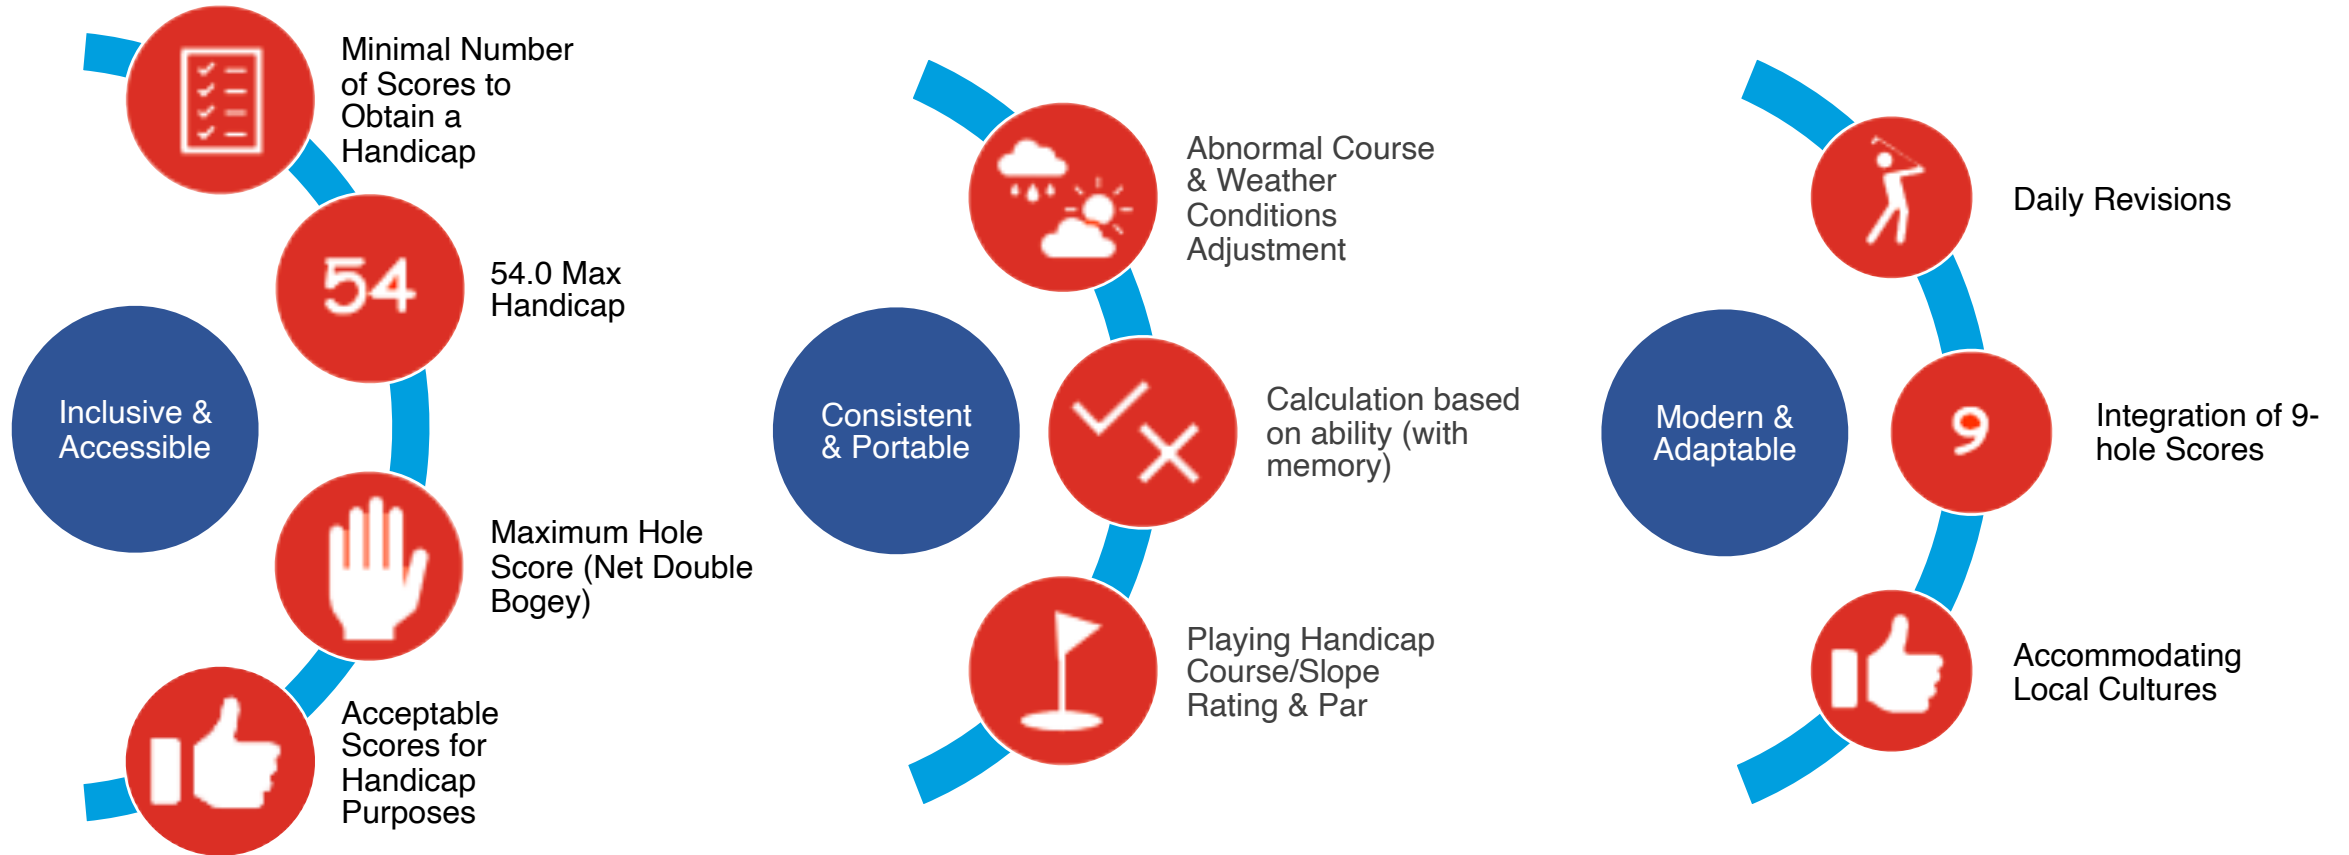 Minimal Number
of Scores to
Obtain a
Handicap
54
54.0 Max
Handicap
Inclusive &
Accessible
Maximum Hole
Score (Net Double
Bogey)
Acceptable
Scores for
Handicap
Purposes
Abnormal Course
& Weather
Conditions
Adjustment
Consistent
& Portable
Calculation based
on ability (with
memory)
Playing Handicap
Course/Slope
Rating & Par
Daily Revisions
Modern &
Adaptable
9
Integration of 9-
hole Scores
Accommodating
Local Cultures